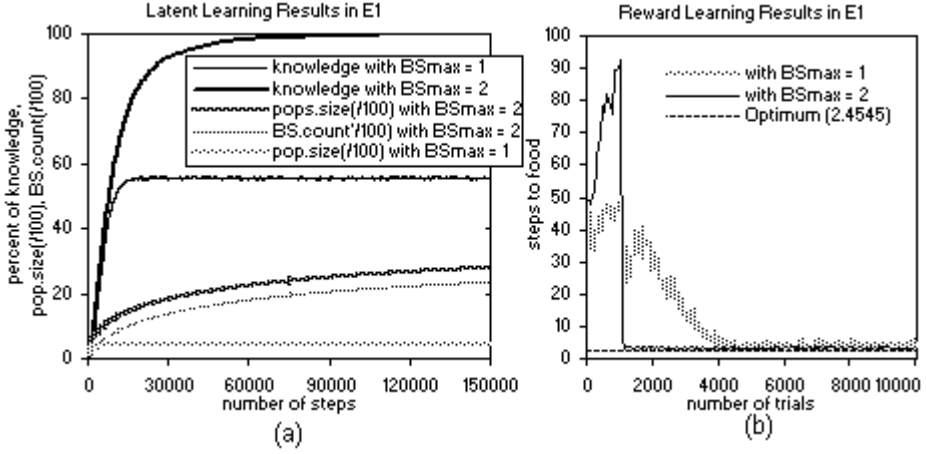 Latent Learning Results in E1
percent of knowledge,
pop.size(/100), BS.count(/100)
100
80
60
40
20
0
knowledge with BSmax = 1
knowledge with BSmax = 2
pops.size(/100) with BSmax = 2
BS.count'/100) with BSmax = 2
pop.size(/100) with BSmax = 1
0 30000 60000 90000 120000 150000
number of steps
(a)
Reward Learning Results in E1
steps to food
100
90
80
70
60
50
40
30
20
10
0
with BSmax = 1
with BSmax = 2
Optimum (2.4545)
0 2000 4000 6000 8000 10000
number of trials
(b)